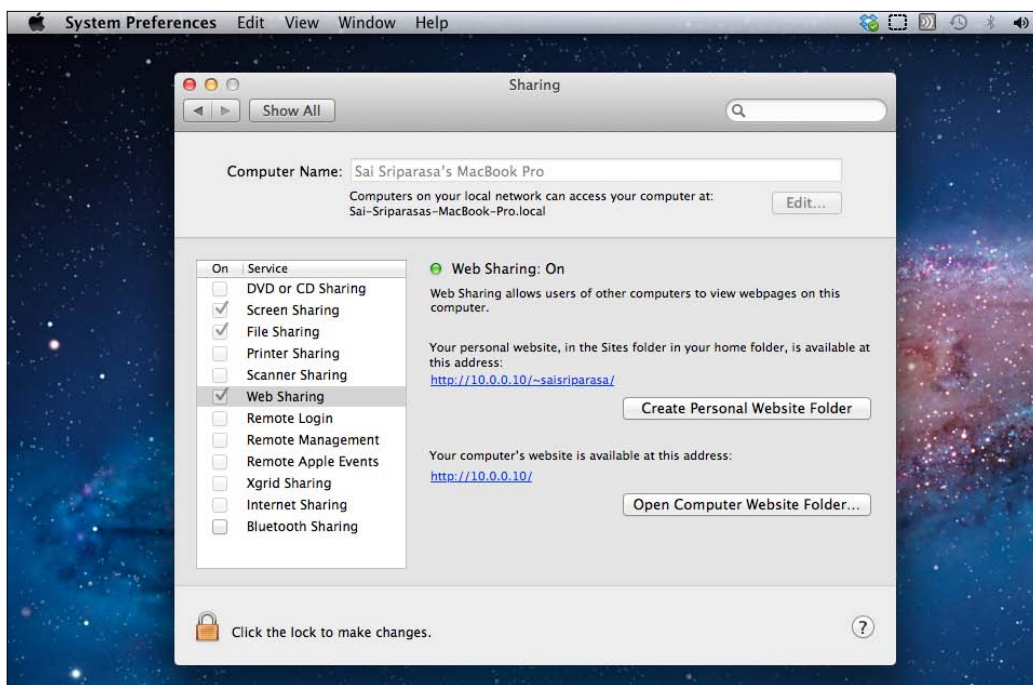 System Preferences Edit View Window Help
Sharing
Show All
Computer Name: Sai Sriparasa's MacBook Pro
Computers on your local network can access your computer at:
Sai-Sriparasas-MacBook-Pro.local
Edit...
On Service
DVD or CD Sharing
Screen Sharing
File Sharing
Printer Sharing
Scanner Sharing
Web Sharing
Remote Login
Remote Management
Remote Apple Events
Xgrid Sharing
Internet Sharing
Bluetooth Sharing
Web Sharing: On
Web Sharing allows users of other computers to view webpages on this
computer.
Your personal website, in the Sites folder in your home folder, is available at
this address:
http://10.0.0.10/~saisriparasa/
Create Personal Website Folder
Your computer's website is available at this address:
http://10.0.0.10/
Open Computer Website Folder...
Click the lock to make changes.
?